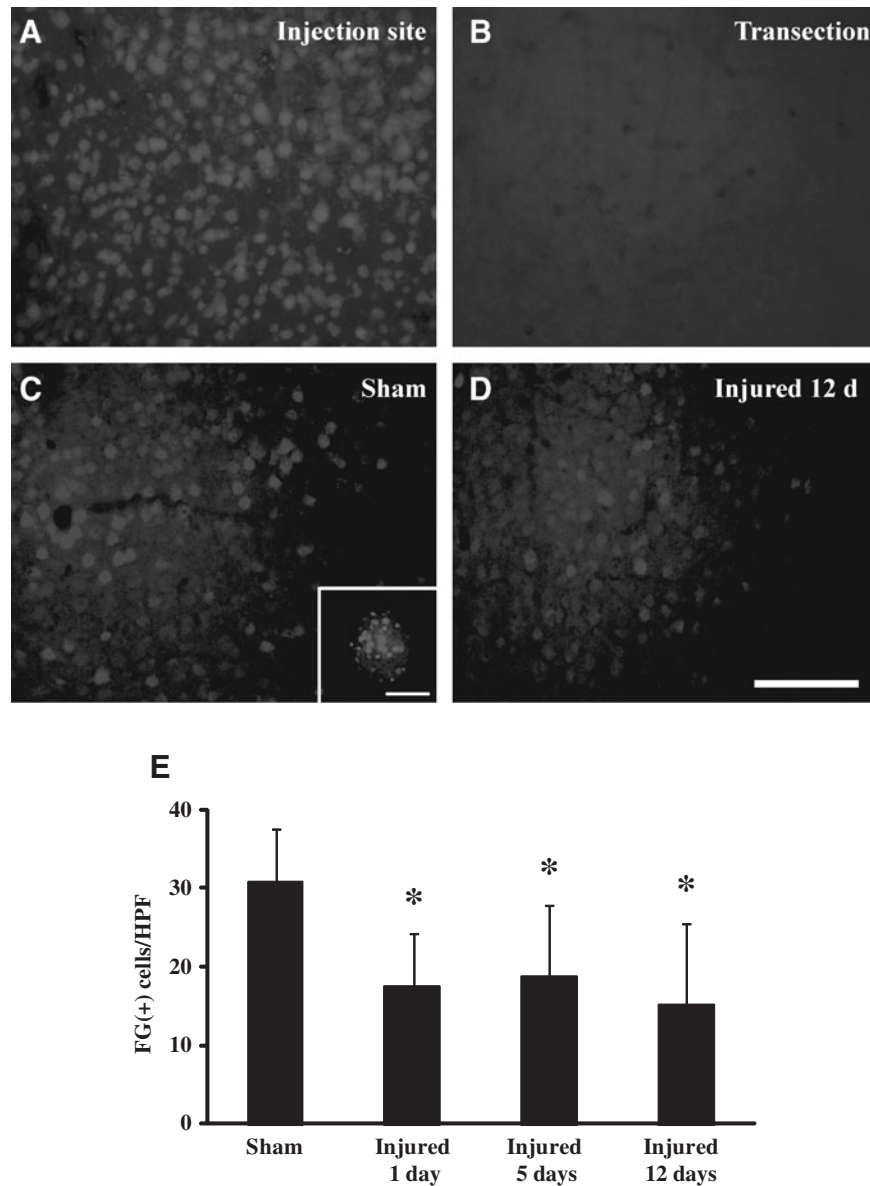 A Injection site
B Transection
C Sham
D Injured 12 d
E
40
30
20
10
0
FG(+) cells/HPF
*
*
*
Sham
Injured
1 day
Injured
5 days
Injured
12 days